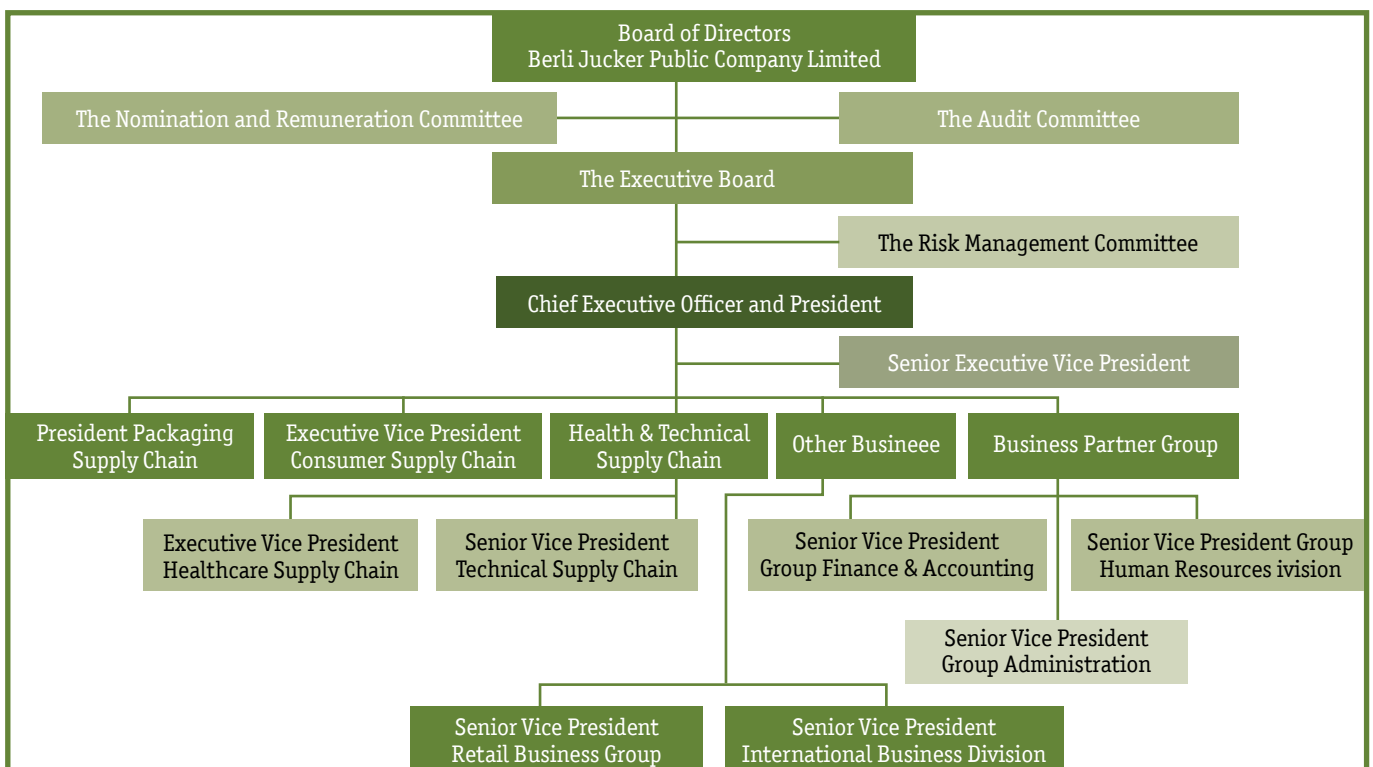 Board of Directors
Berli Jucker Public Company Limited
The Nomination and Remuneration Committee
The Audit Committee
The Executive Board
The Risk Management Committee
Chief Executive Officer and President
Senior Executive Vice President
President Packaging
Supply Chain
Executive Vice President
Consumer Supply Chain
Health & Technical
Supply Chain
Other Busineee
Business Partner Group
Executive Vice President
Healthcare Supply Chain
Senior Vice President
Technical Supply Chain
Senior Vice President
Group Finance & Accounting
Senior Vice President Group
Human Resources ivision
Senior Vice President
Group Administration
Senior Vice President
Retail Business Group
Senior Vice President
International Business Division